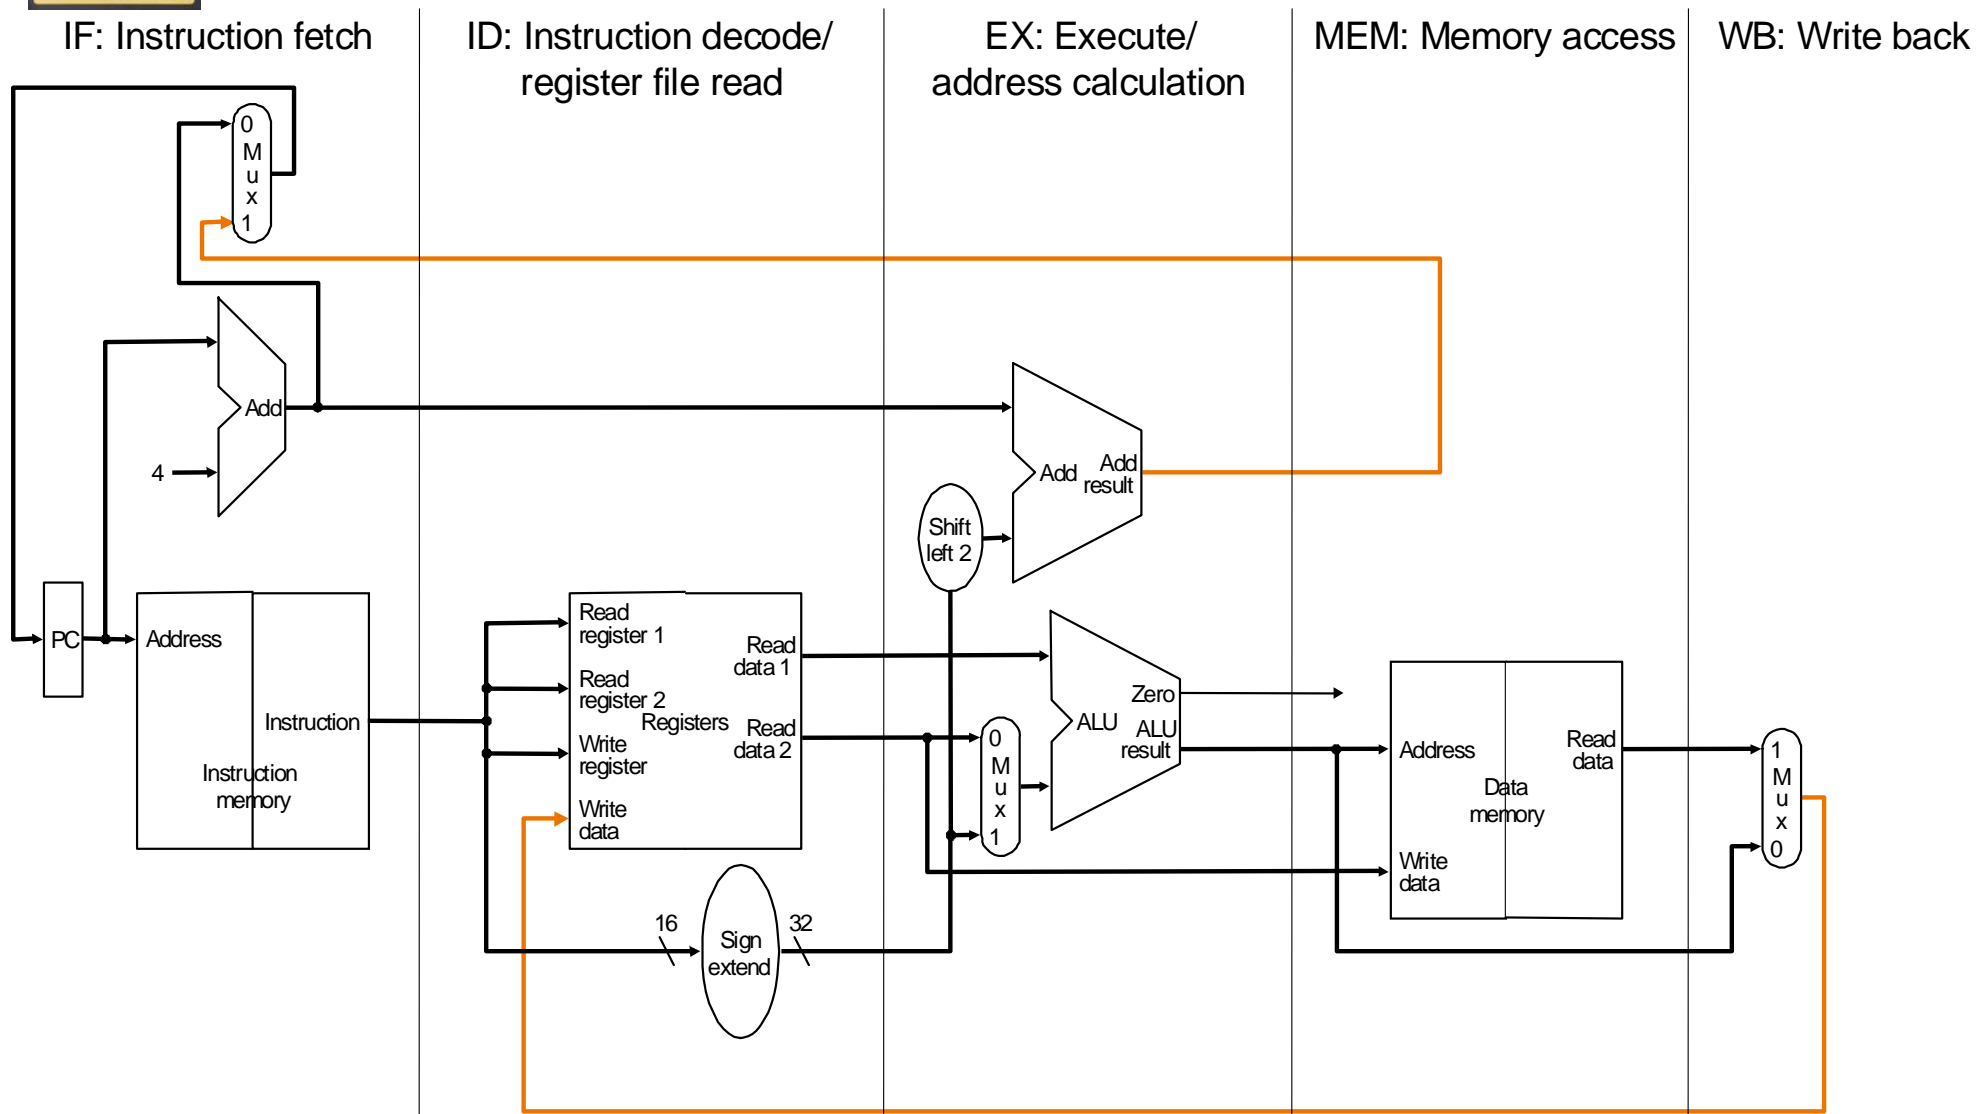 IF: Instruction fetch
ID: Instruction decode/
register file read
EX: Execute/
address calculation
MEM: Memory access
WB: Write back
0
M
u
x
1
Add
4
Add
Add
result
Shift
left 2
PC
Address
Instruction
Instruction
memory
Read
register 1
Read
register 2
Write
register
Write
data
Registers
Read
data 1
Read
data 2
16
Sign
extend
32
0
M
u
x
1
ALU
Zero
ALU
result
Address
Write
data
Data
memory
Read
data
1
M
u
x
0